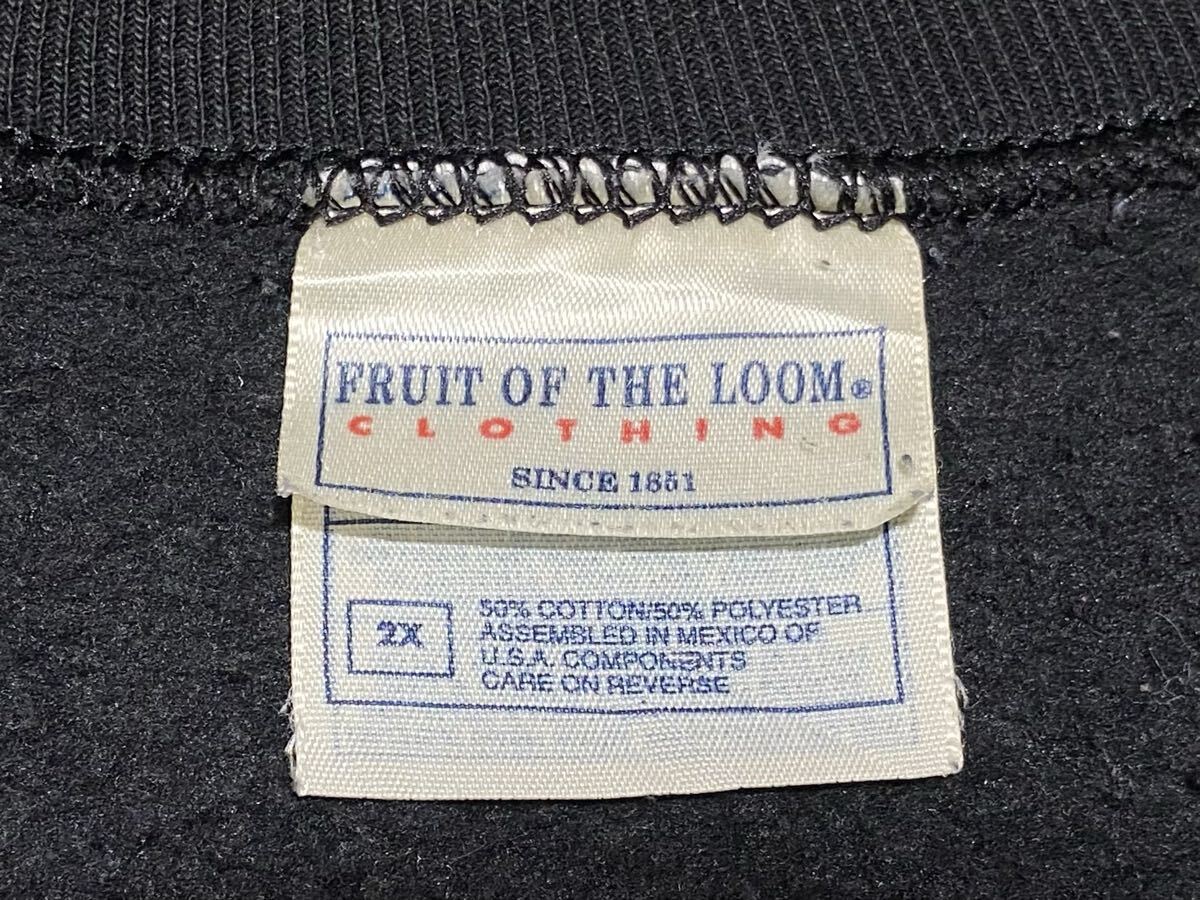 FRUIT OF THE LOOM®
CLOTHING
SINCE 1851
2X
50% COTTON/50% POLYESTER
ASSEMBLED IN MEXICO OF
U.S.A. COMPONENTS
CARE ON REVERSE